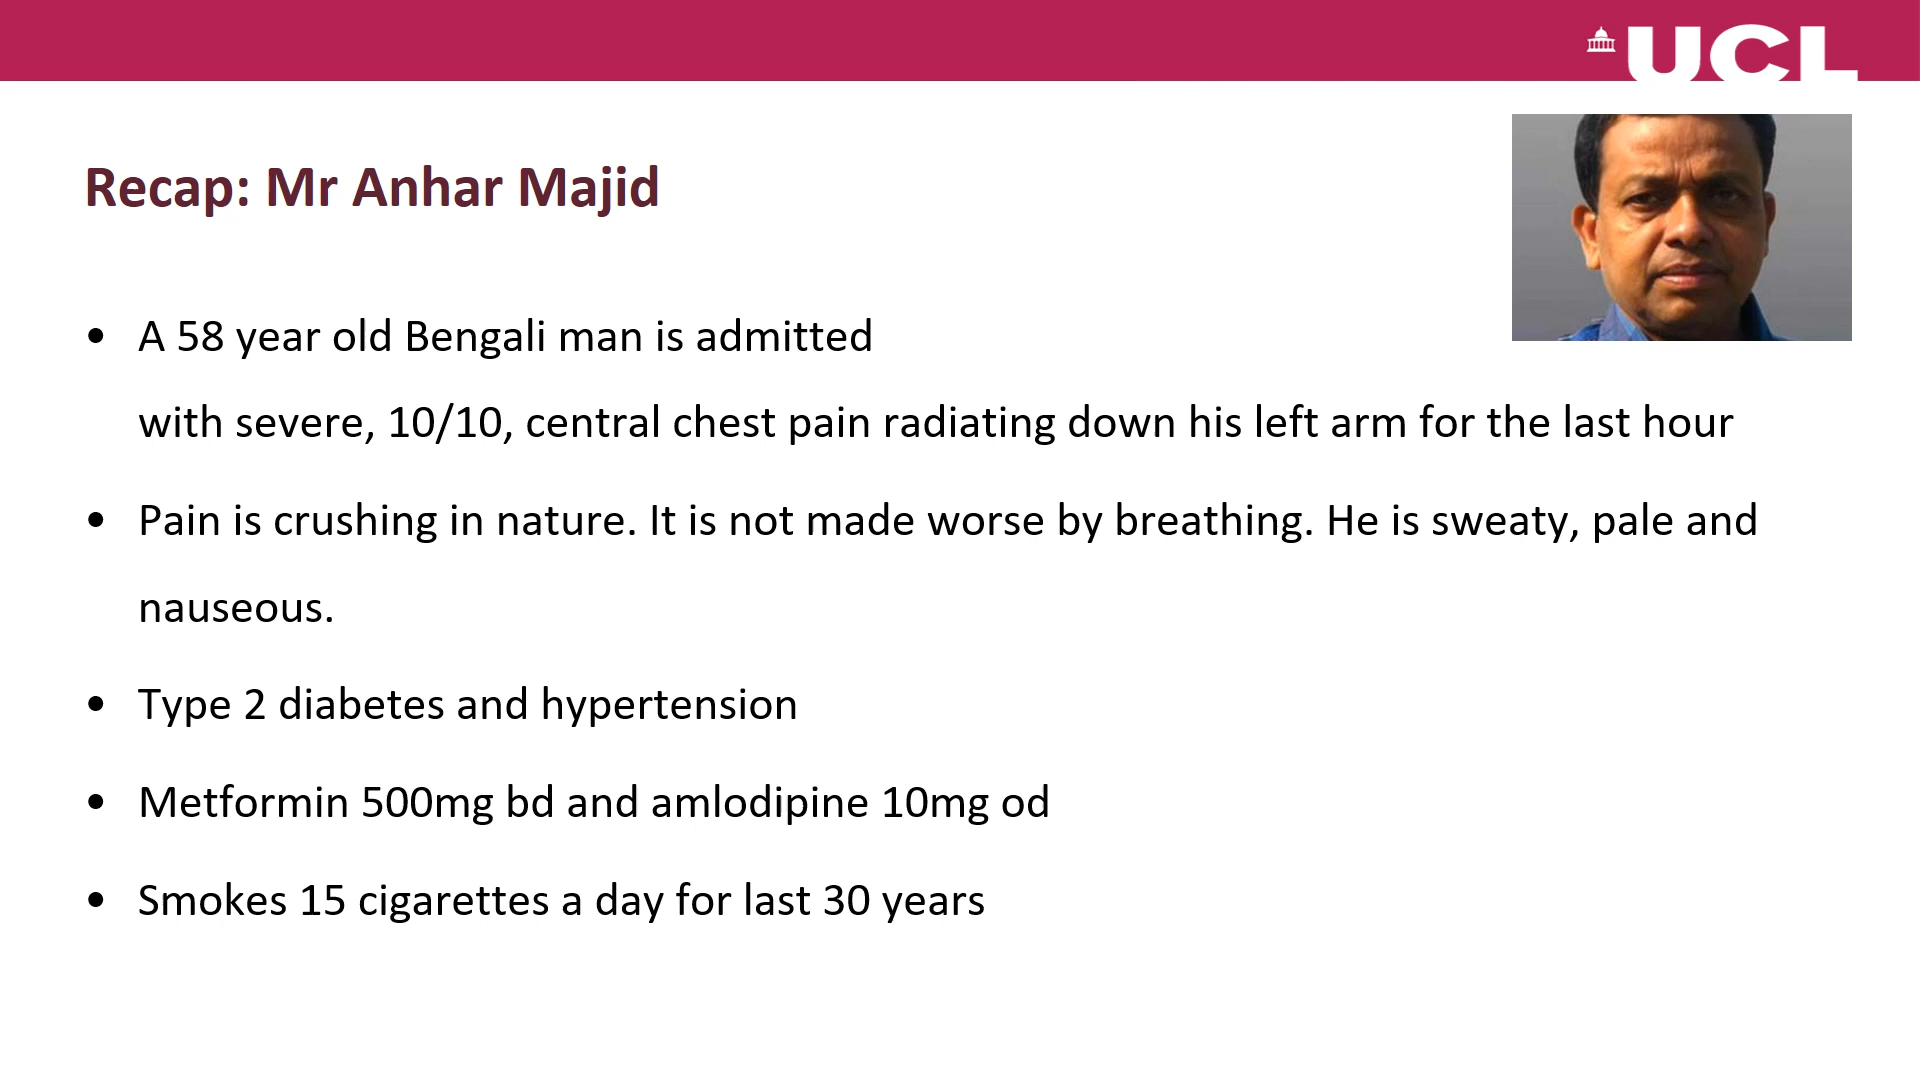 UCL
Recap: Mr Anhar Majid
• A 58 year old Bengali man is admitted
with severe, 10/10, central chest pain radiating down his left arm for the last hour
• Pain is crushing in nature. It is not made worse by breathing. He is sweaty, pale and
nauseous.
• Type 2 diabetes and hypertension
• Metformin 500mg bd and amlodipine 10mg od
• Smokes 15 cigarettes a day for last 30 years